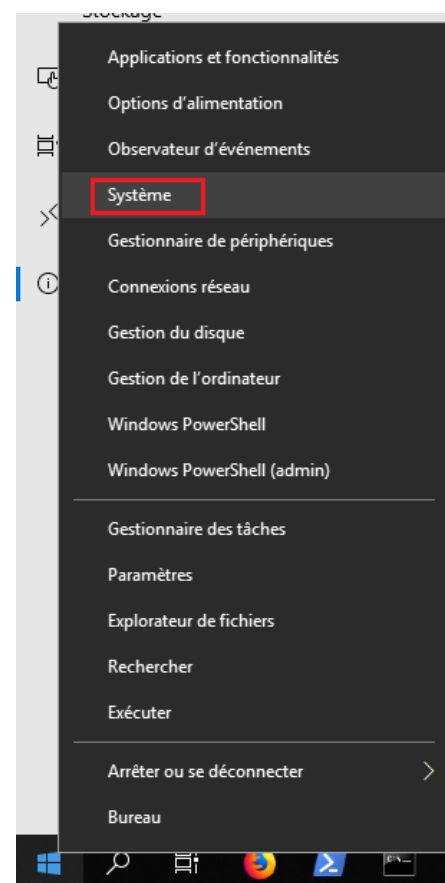 Stockage
Applications et fonctionnalités
Options d'alimentation
Observateur d'événements
Système
Gestionnaire de périphériques
Connexions réseau
Gestion du disque
Gestion de l'ordinateur
Windows PowerShell
Windows PowerShell (admin)
Gestionnaire des tâches
Paramètres
Explorateur de fichiers
Rechercher
Exécuter
Arrêter ou se déconnecter
Bureau